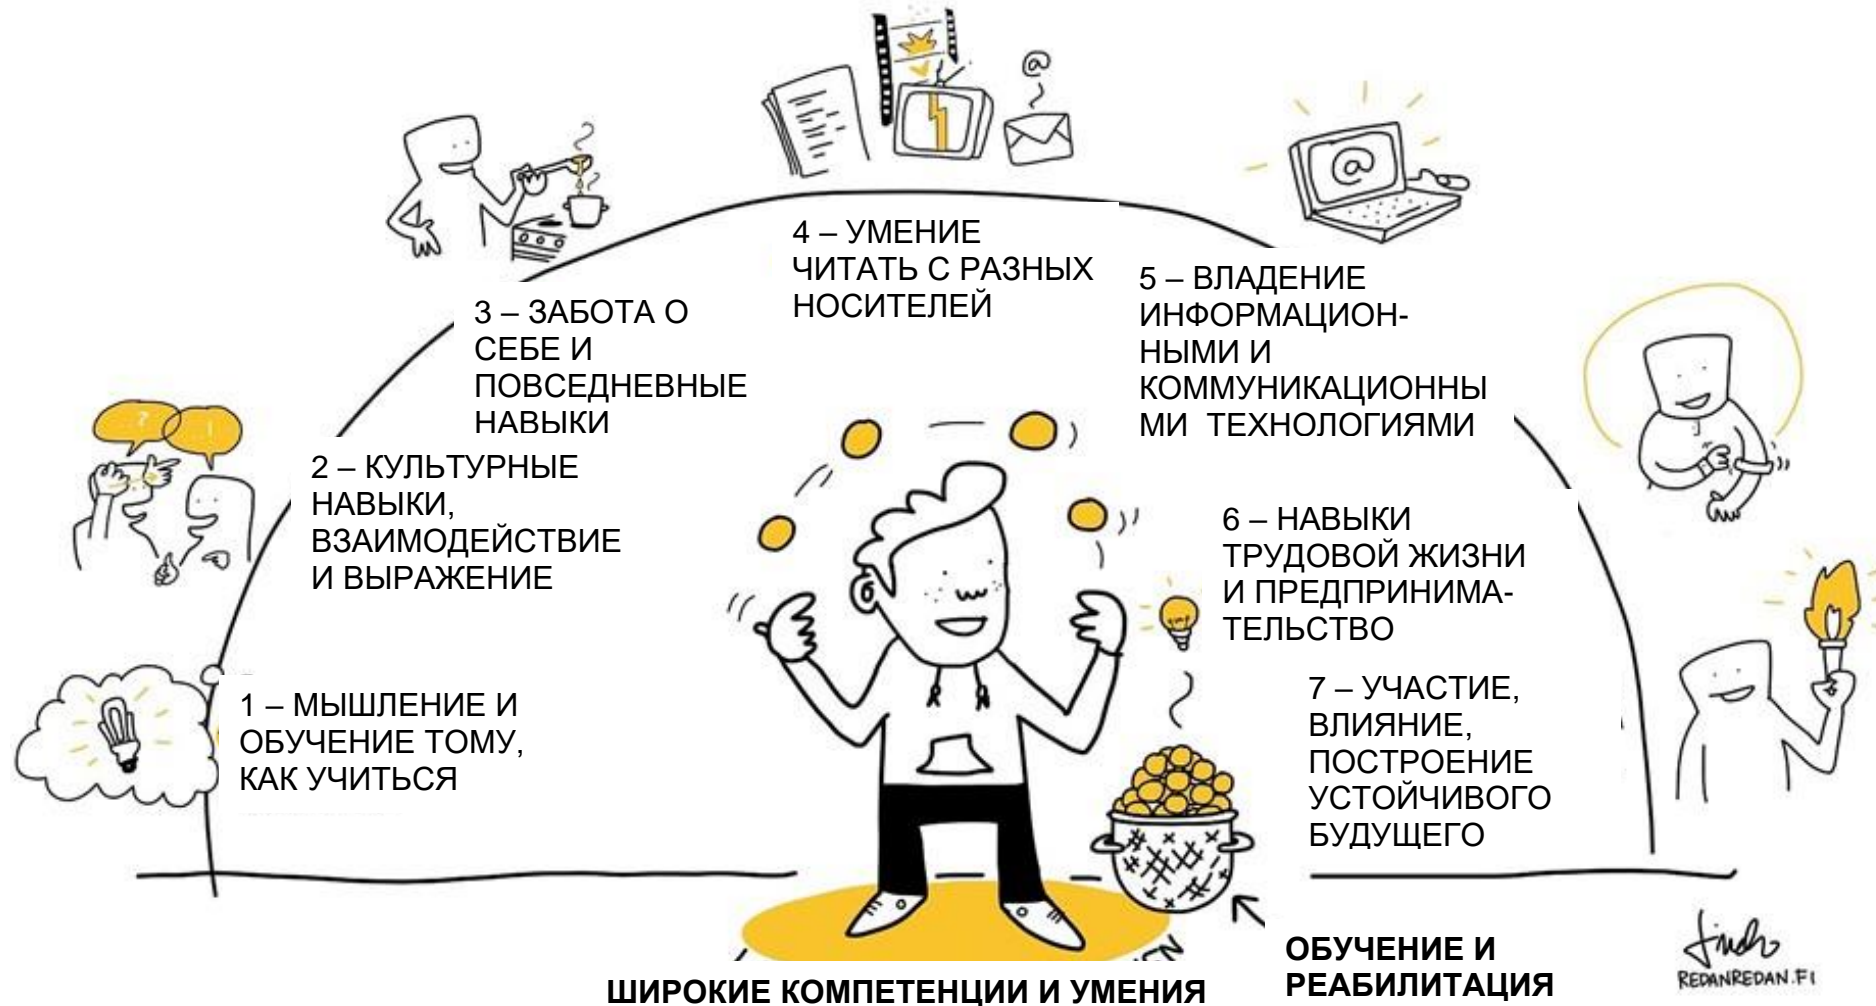 @
4 – УМЕНИЕ
ЧИТАТЬ С РАЗНЫХ
НОСИТЕЛЕЙ
@
5 – ВЛАДЕНИЕ
ИНФОРМАЦИОН-
НЫМИ И
КОММУНИКАЦИОННЫ
МИ ТЕХНОЛОГИЯМИ
3 – ЗАБОТА О
СЕБЕ И
ПОВСЕДНЕВНЫЕ
НАВЫКИ
? !
2 – КУЛЬТУРНЫЕ
НАВЫКИ,
ВЗАИМОДЕЙСТВИЕ
И ВЫРАЖЕНИЕ
6 – НАВЫКИ
ТРУДОВОЙ ЖИЗНИ
И ПРЕДПРИНИМА-
ТЕЛЬСТВО
1 – МЫШЛЕНИЕ И
ОБУЧЕНИЕ ТОМУ,
КАК УЧИТЬСЯ
7 – УЧАСТИЕ,
ВЛИЯНИЕ,
ПОСТРОЕНИЕ
УСТОЙЧИВОГО
БУДУЩЕГО
ОБУЧЕНИЕ И
РЕАБИЛИТАЦИЯ
ШИРОКИЕ КОМПЕТЕНЦИИ И УМЕНИЯ
REDANREDAN.FI